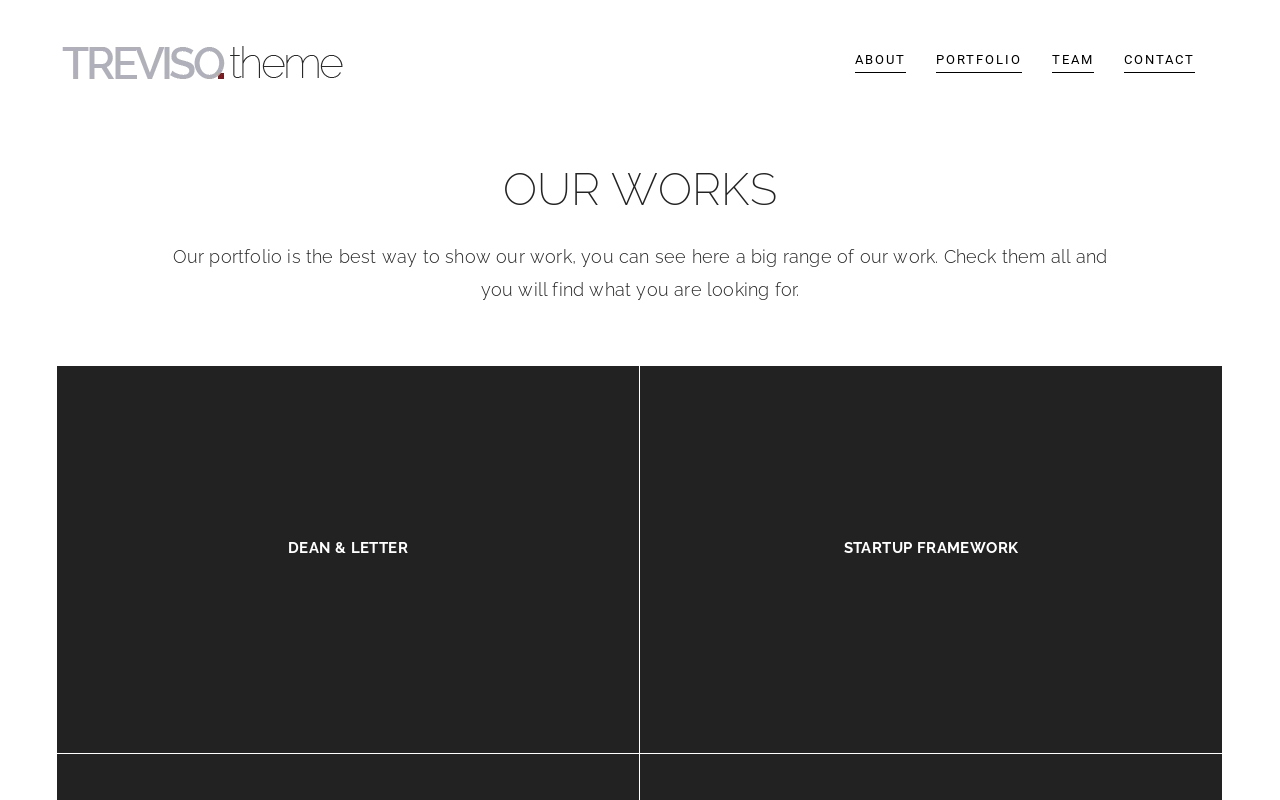 TREVISO.theme
ABOUT PORTFOLIO TEAM CONTACT
OUR WORKS
Our portfolio is the best way to show our work, you can see here a big range of our work. Check them all and
you will find what you are looking for.
DEAN & LETTER
STARTUP FRAMEWORK